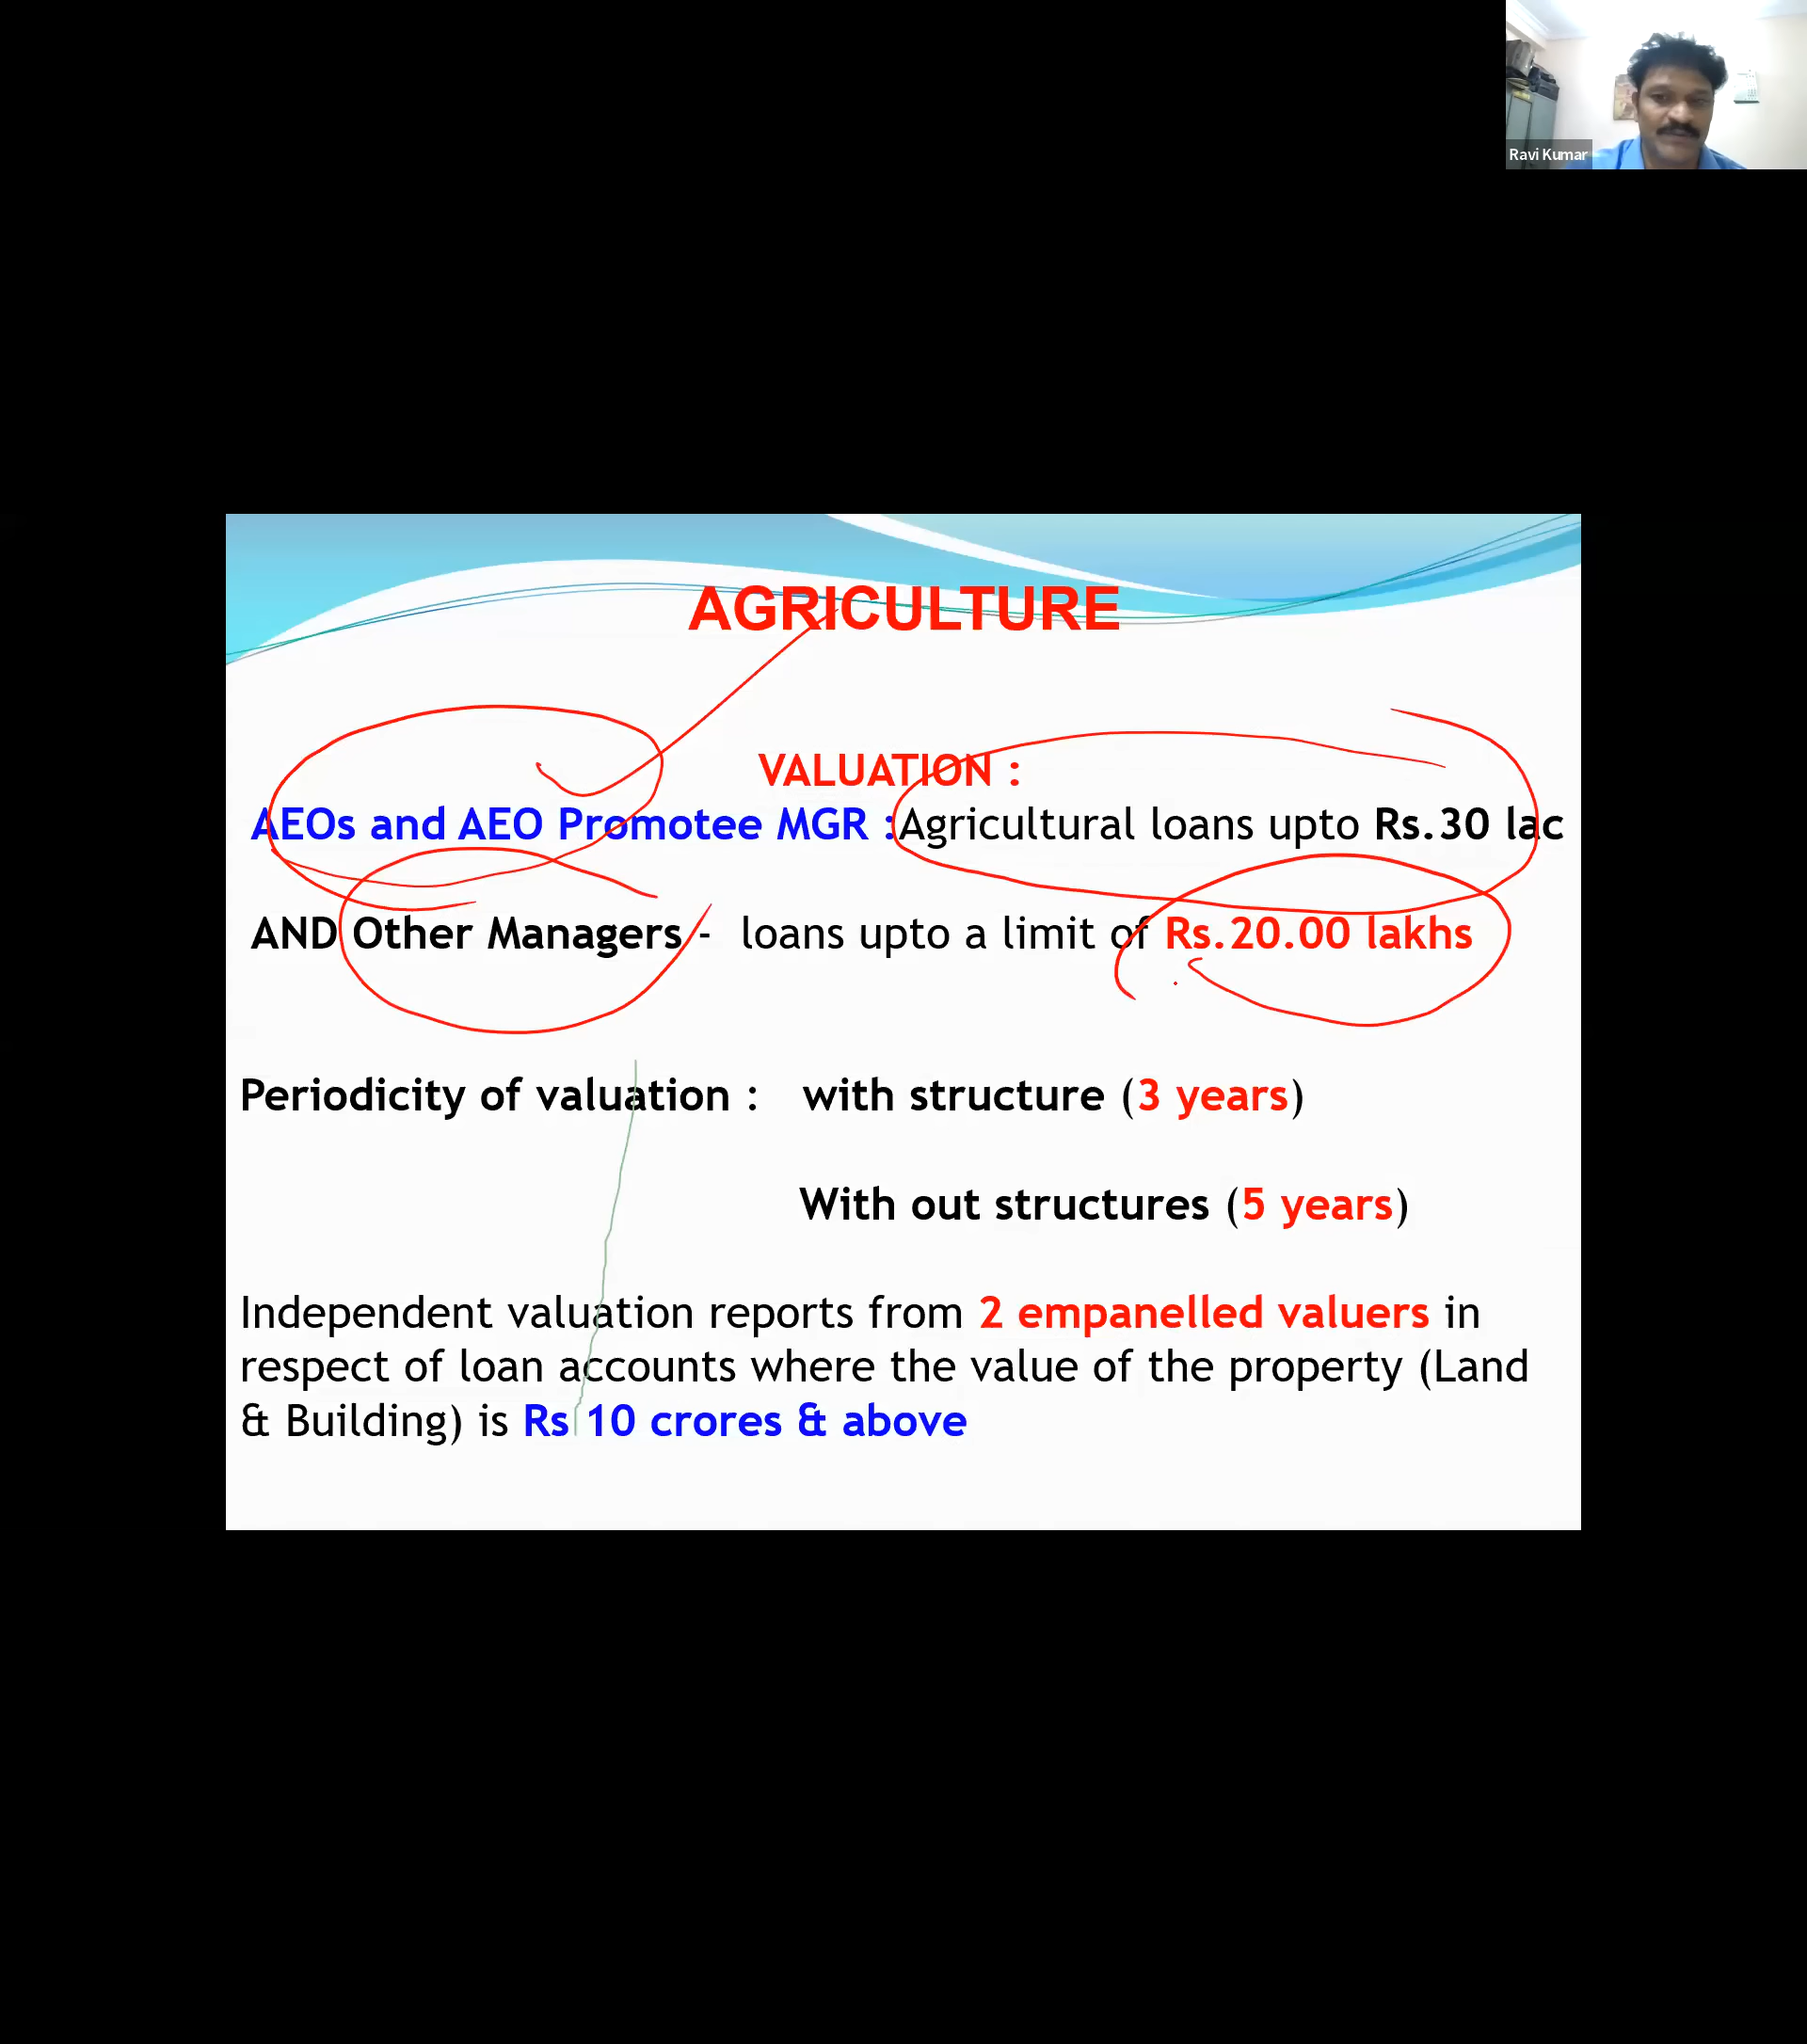 Ravi Kumar
AGRICULTURE
VALUATION :
AEOs and AEO Promotee MGR :Agricultural loans upto Rs.30 lac
AND Other Managers - loans upto a limit of Rs.20.00 lakhs
Periodicity of valuation : with structure (3 years)
With out structures (5 years)
Independent valuation reports from 2 empanelled valuers in
respect of loan accounts where the value of the property (Land
& Building) is Rs 10 crores & above